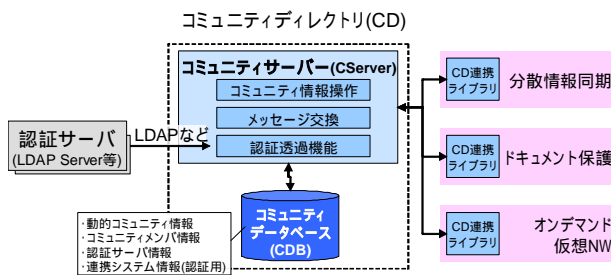 コミュニティディレクトリ(CD)
コミュニティサーバー(CServer)
コミュニティ情報操作
メッセージ交換
認証透過機能
認証サーバ
(LDAP Server等)
LDAPなど
コミュニティ
データベース
(CDB)
・動的コミュニティ情報
・コミュニティメンバ情報
・認証サーバ情報
・連携システム情報(認証用)
CD連携
ライブラリ
分散情報同期
CD連携
ライブラリ
ドキュメント保護
CD連携
ライブラリ
オンデマンド
仮想NW